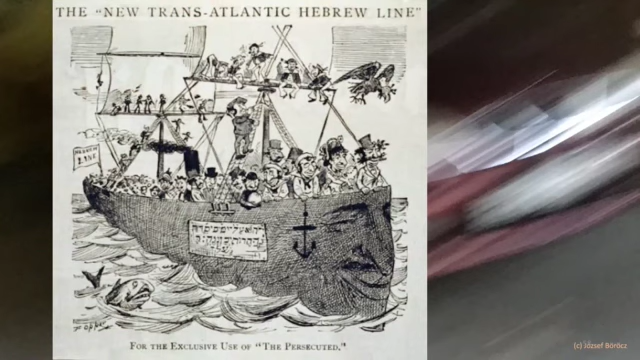 THE “NEW TRANS-ATLANTIC HEBREW LINE”
HEBREW
LINE
FOR THE EXCLUSIVE USE OF “THE PERSECUTED.”
(c) József Böröcz